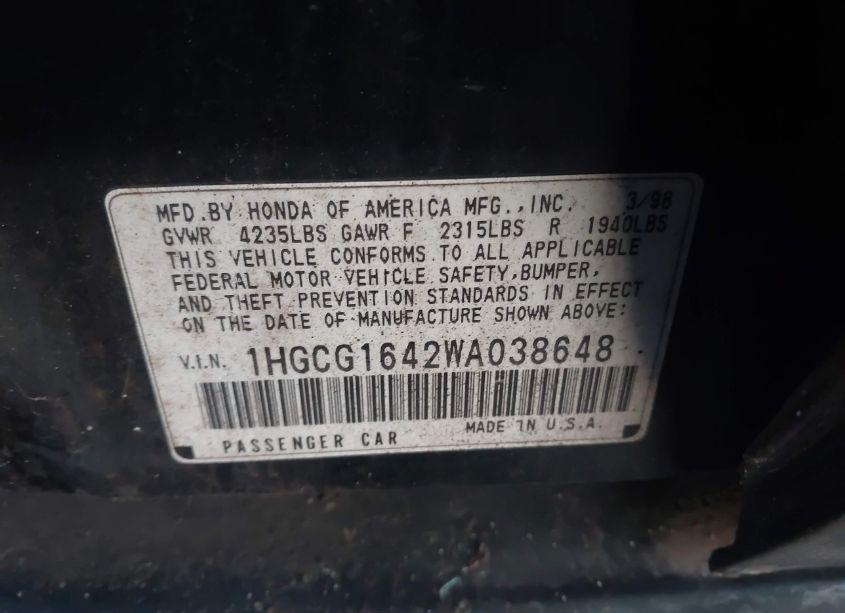 MFD.BY HONDA OF AMERICA MFG.,INC. 3/98
GVWR 4235LBS GAWR F 2315LBS R 1940LBS
THIS VEHICLE CONFORMS TO ALL APPLICABLE
FEDERAL MOTOR VEHICLE SAFETY,BUMPER,
AND THEFT PREVENTION STANDARDS IN EFFECT
ON THE DATE OF MANUFACTURE SHOWN ABOVE:
V.I.N. 1HGCG1642WA038648
PASSENGER CAR MADE IN U.S.A.